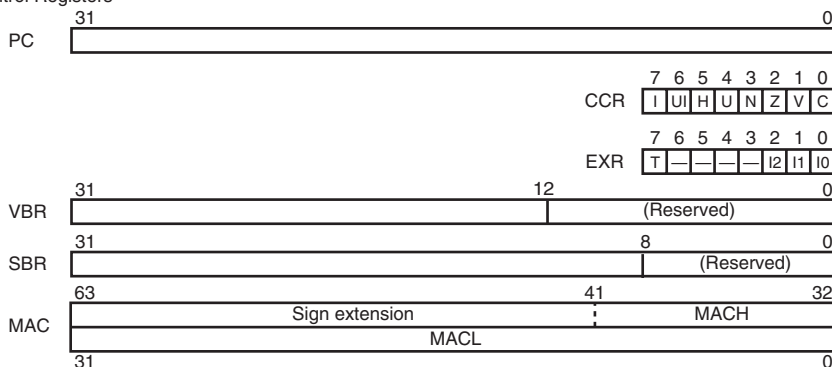 Registers
31 0
PC
7 6 5 4 3 2 1 0
CCR I UI H U N Z V C
7 6 5 4 3 2 1 0
EXR T — — — — I2 I1 I0
31 12 0
VBR (Reserved)
31 8 0
SBR (Reserved)
63 41 32
Sign extension MACH
MAC
MACL
31 0